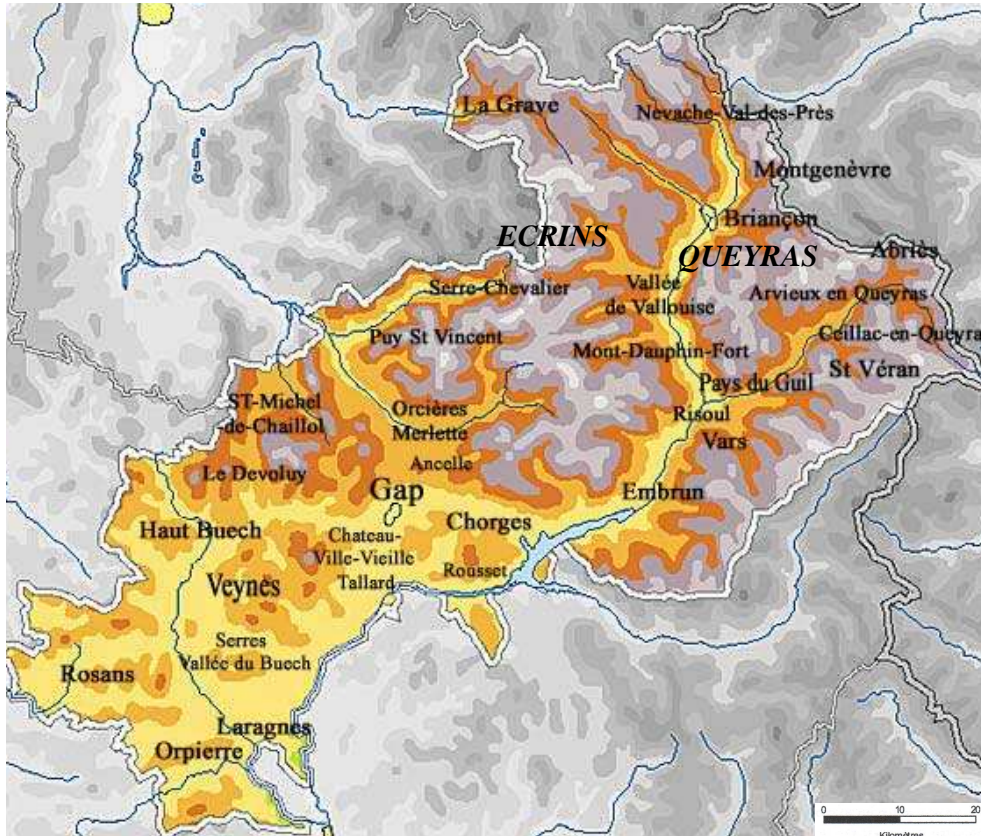 La Grave
Nevache-Val-des-Près
Montgenèvre
Briançon
ECRINS
QUEYRAS
Abriès
Serre-Chevalier
Vallée
de Vallouise
Arvieux en Queyras
Ceillac-en-Queyra
Puy St Vincent
Mont-Dauphin-Fort
St Véran
Pays du Guil
ST-Michel
-de-Chaillol
Orcières
Merlette
Risoul
Vars
Ancelle
Le Devoluy
Gap
Embrun
Haut Buech
Chorges
Chateau-
Ville-Vieille
Tallard
Rousset
Veynes
Serres
Vallée du Buech
Rosans
Laragnes
Orpierre
0 10 20
Kilomètres